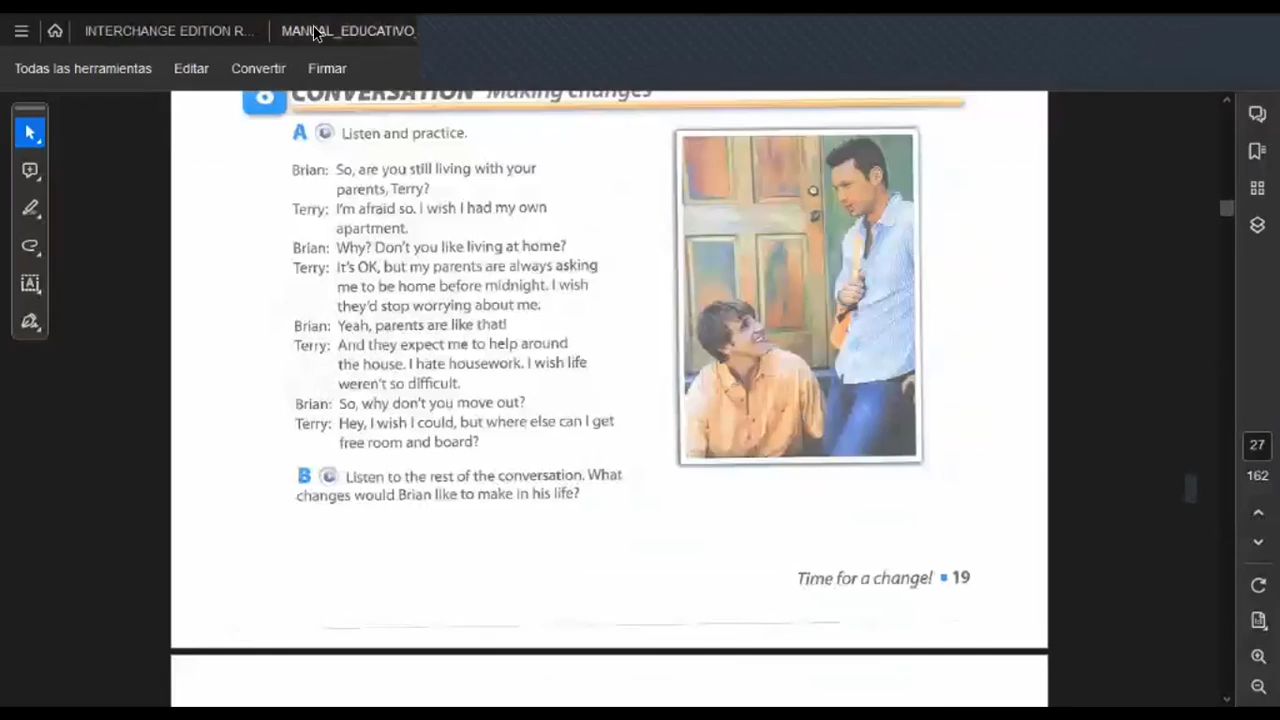 INTERCHANGE EDITION R...
MANUAL_EDUCATIVO_
Todas las herramientas
Editar
Convertir
Firmar
8 CONVERSATION Making changes
A Listen and practice.
Brian: So, are you still living with your
parents, Terry?
Terry: I'm afraid so. I wish I had my own
apartment.
Brian: Why? Don't you like living at home?
Terry: It's OK, but my parents are always asking
me to be home before midnight. I wish
they'd stop worrying about me.
Brian: Yeah, parents are like that!
Terry: And they expect me to help around
the house. I hate housework. I wish life
weren't so difficult.
Brian: So, why don't you move out?
Terry: Hey, I wish I could, but where else can I get
free room and board?
B Listen to the rest of the conversation. What
changes would Brian like to make in his life?
Time for a change! ▪ 19
27
162